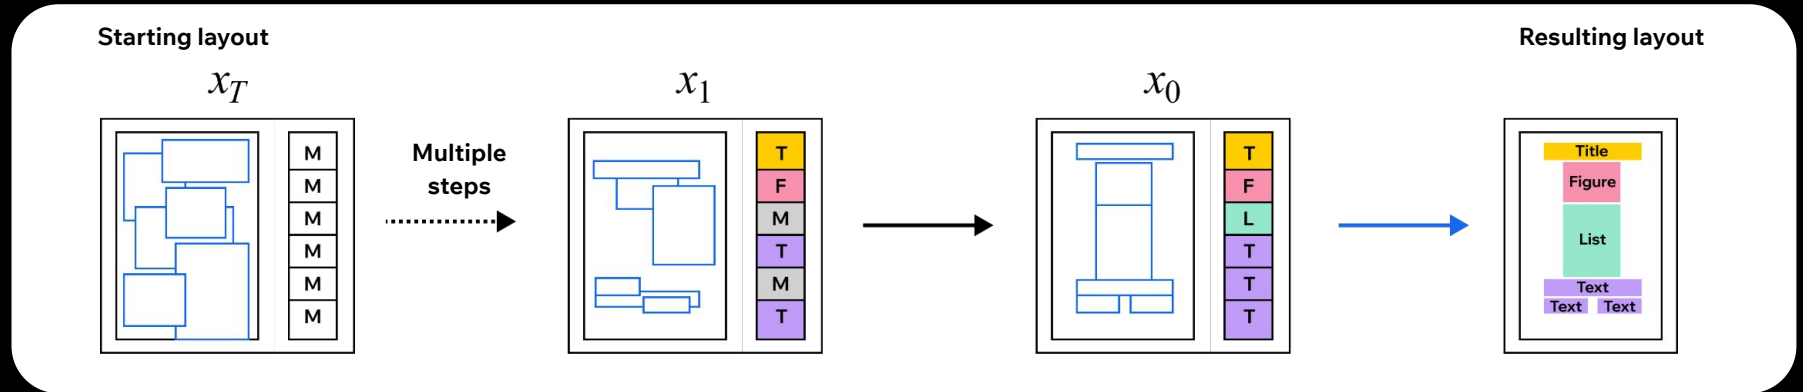 Starting layout
Resulting layout
x_T
x_1
x_0
M
M
M
M
M
M
Multiple
steps
T
F
M
T
M
T
T
F
L
T
T
T
Title
Figure
List
Text
Text Text